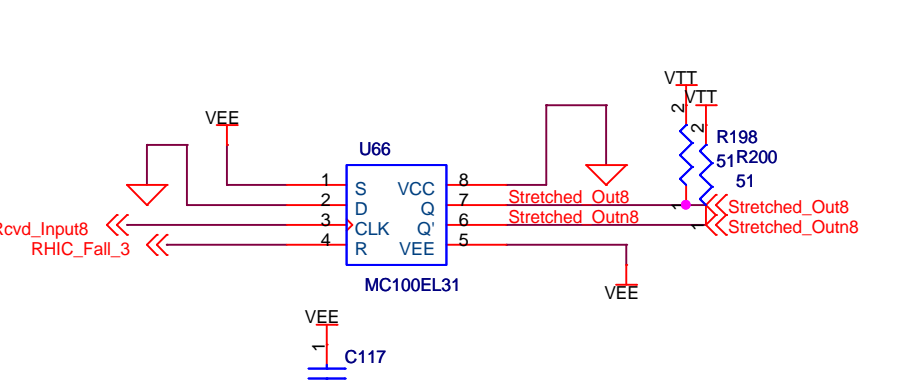 VTT
VTT
2
2
VEE
U66
R198
51
R200
51
1 S VCC 8
2 D Q 7 Stretched_Out8 1 Stretched_Out8
Rcvd_Input8 3 CLK Q' 6 Stretched_Outn8 1 Stretched_Outn8
RHIC_Fall_3 4 R VEE 5
MC100EL31
VEE
VEE
1
C117